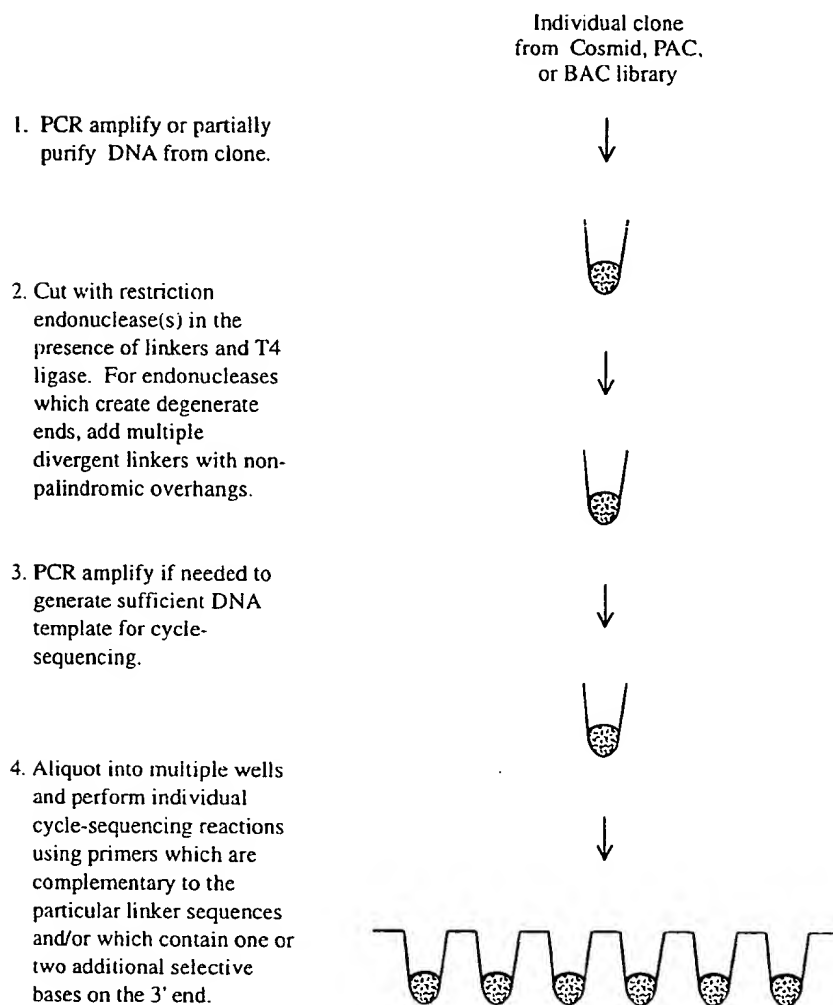 Individual clone
from Cosmid, PAC,
or BAC library
1. PCR amplify or partially
purify DNA from clone.
2. Cut with restriction
endonuclease(s) in the
presence of linkers and T4
ligase. For endonucleases
which create degenerate
ends, add multiple
divergent linkers with non-
palindromic overhangs.
3. PCR amplify if needed to
generate sufficient DNA
template for cycle-
sequencing.
4. Aliquot into multiple wells
and perform individual
cycle-sequencing reactions
using primers which are
complementary to the
particular linker sequences
and/or which contain one or
two additional selective
bases on the 3' end.